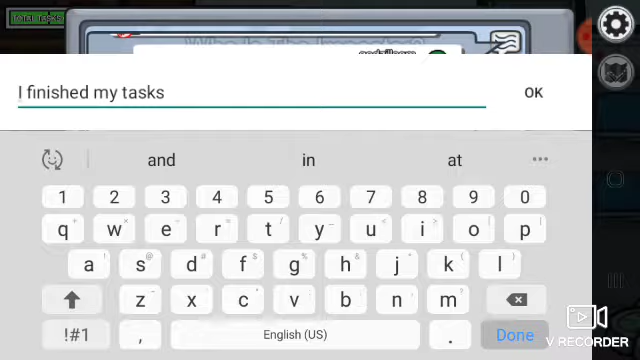 TOTAL TASKS
Who Is The Impostor?
I finished my tasks
OK
and in at
1 2 3 4 5 6 7 8 9 0
q w e r t y u i o p
a s d f g h j k l
z x c v b n m
!#1 , English (US) . Done
V RECORDER